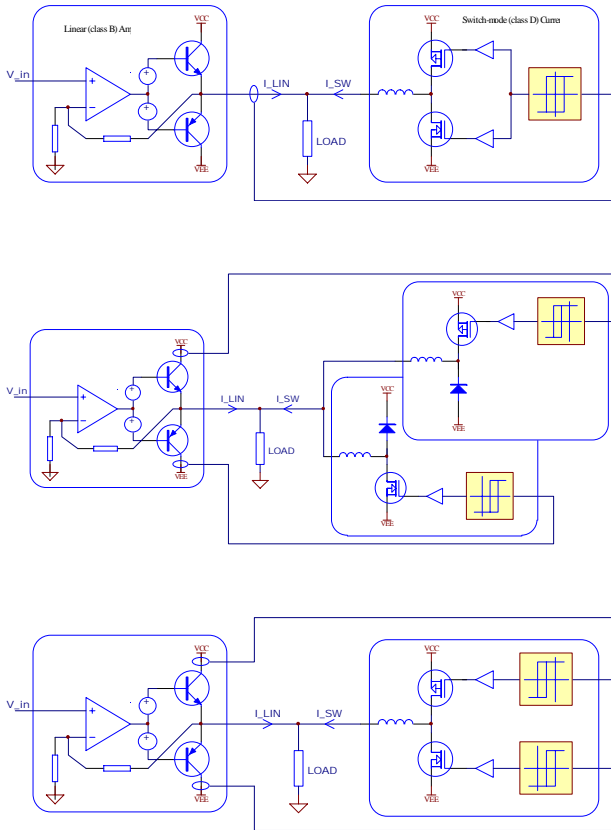 Linear (class B) Am
VCC
Switch-mode (class D) Curre
VCC
V_in
+
+
I_LIN
I_SW
−
+
LOAD
VEE
VEE
VCC
VCC
V_in
+
+
I_LIN
I_SW
VCC
−
+
VEE
LOAD
VEE
VEE
VCC
VCC
V_in
+
+
I_LIN
I_SW
−
+
LOAD
VEE
VEE